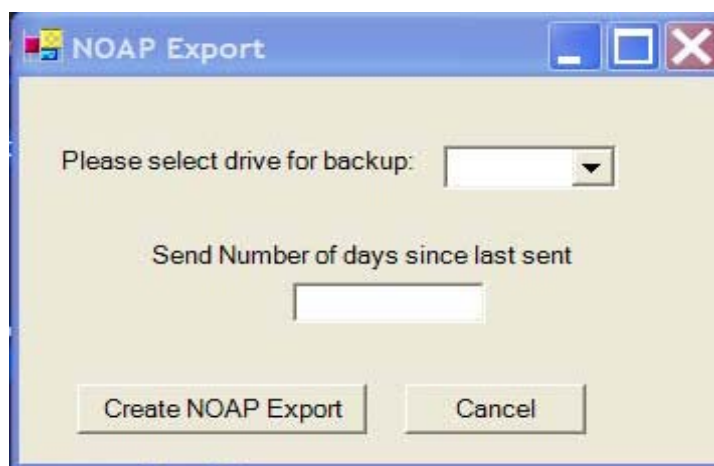 NOAP Export
Please select drive for backup:
Send Number of days since last sent
Create NOAP Export Cancel